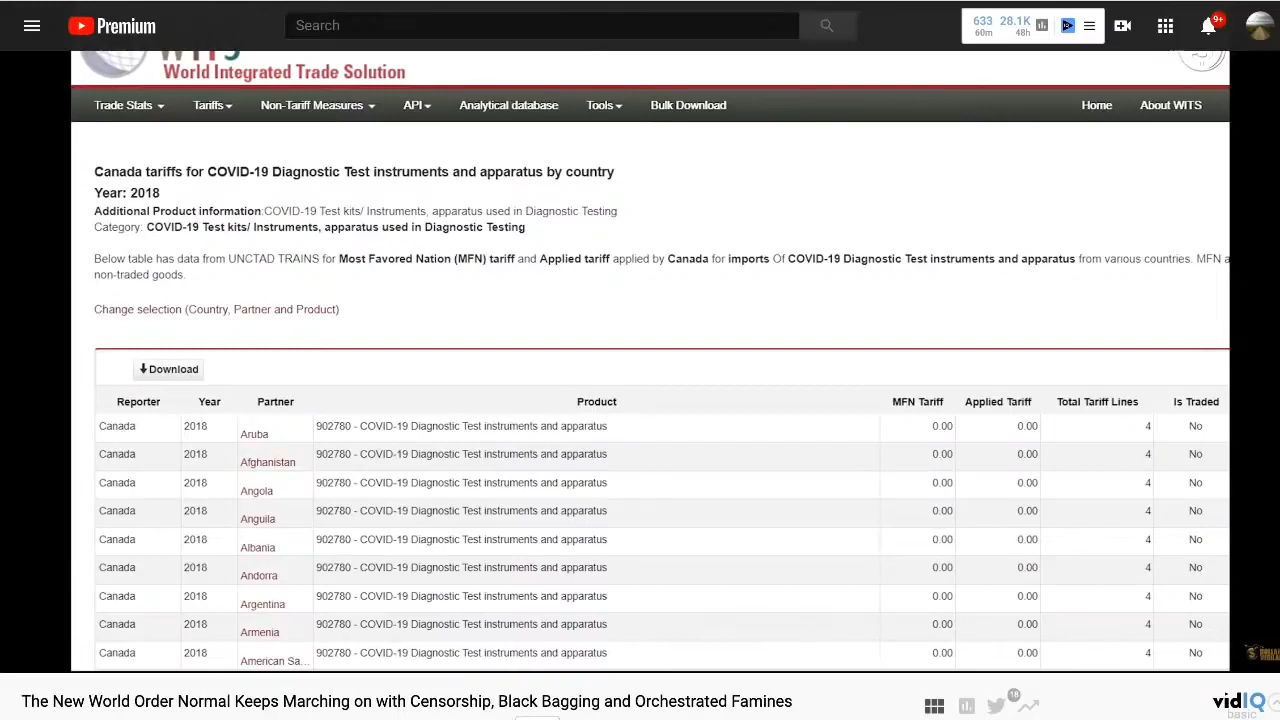 Premium
Search
633 28.1K
60m 48h
9+
World Integrated Trade Solution
Trade Stats Tariffs Non-Tariff Measures API Analytical database Tools Bulk Download Home About WITS
Canada tariffs for COVID-19 Diagnostic Test instruments and apparatus by country
Year: 2018
Additional Product information:COVID-19 Test kits/ Instruments, apparatus used in Diagnostic Testing
Category: COVID-19 Test kits/ Instruments, apparatus used in Diagnostic Testing
Below table has data from UNCTAD TRAINS for Most Favored Nation (MFN) tariff and Applied tariff applied by Canada for imports Of COVID-19 Diagnostic Test instruments and apparatus from various countries. MFN a
non-traded goods.
Change selection (Country, Partner and Product)
Download
Reporter Year Partner Product MFN Tariff Applied Tariff Total Tariff Lines Is Traded
Canada 2018 Aruba 902780 - COVID-19 Diagnostic Test instruments and apparatus 0.00 0.00 4 No
Canada 2018 Afghanistan 902780 - COVID-19 Diagnostic Test instruments and apparatus 0.00 0.00 4 No
Canada 2018 Angola 902780 - COVID-19 Diagnostic Test instruments and apparatus 0.00 0.00 4 No
Canada 2018 Anguila 902780 - COVID-19 Diagnostic Test instruments and apparatus 0.00 0.00 4 No
Canada 2018 Albania 902780 - COVID-19 Diagnostic Test instruments and apparatus 0.00 0.00 4 No
Canada 2018 Andorra 902780 - COVID-19 Diagnostic Test instruments and apparatus 0.00 0.00 4 No
Canada 2018 Argentina 902780 - COVID-19 Diagnostic Test instruments and apparatus 0.00 0.00 4 No
Canada 2018 Armenia 902780 - COVID-19 Diagnostic Test instruments and apparatus 0.00 0.00 4 No
Canada 2018 American Sa... 902780 - COVID-19 Diagnostic Test instruments and apparatus 0.00 0.00 4 No
The New World Order Normal Keeps Marching on with Censorship, Black Bagging and Orchestrated Famines
18
vidIQ
basic